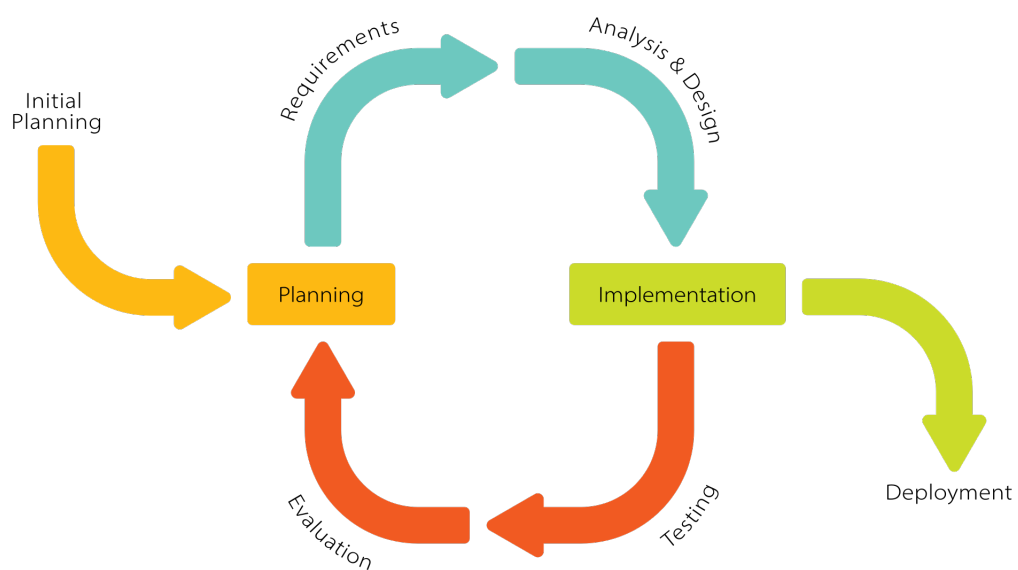 Initial
Planning
Requirements
Analysis & Design
Planning
Implementation
Evaluation
Testing
Deployment